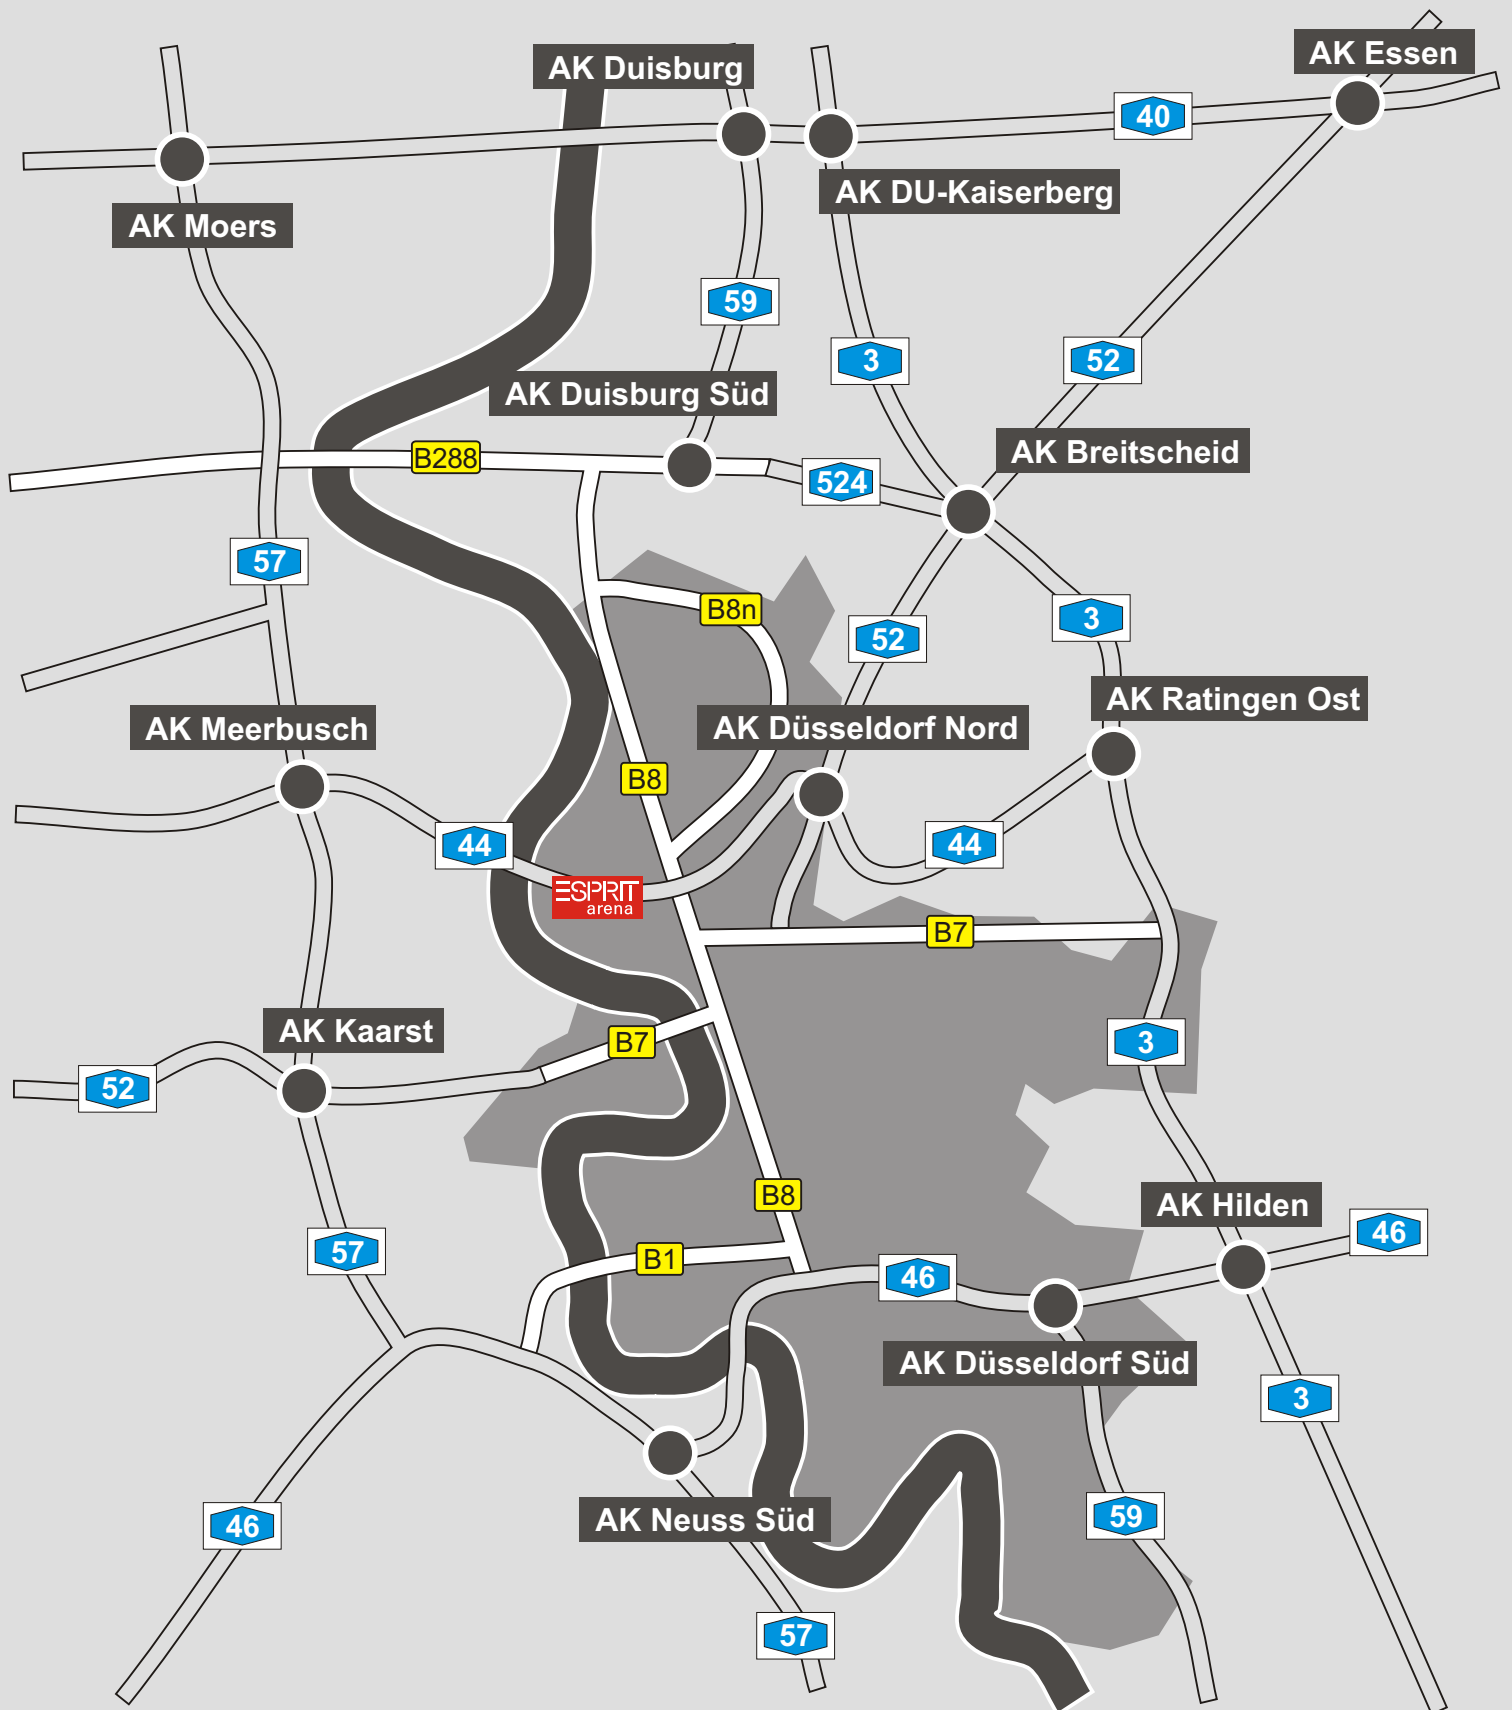 AK Essen
AK Duisburg
40
AK DU-Kaiserberg
AK Moers
59
3
52
AK Duisburg Süd
AK Breitscheid
B288
524
57
B8n
3
52
AK Ratingen Ost
AK Meerbusch
AK Düsseldorf Nord
B8
44
44
ESPRIT
arena
B7
AK Kaarst
B7
3
52
B8
AK Hilden
46
57
B1
46
AK Düsseldorf Süd
3
AK Neuss Süd
59
46
57